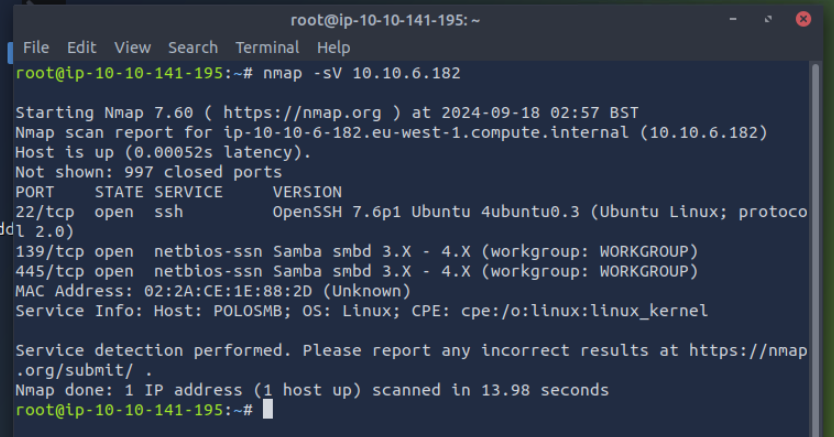 root@ip-10-10-141-195: ~
File Edit View Search Terminal Help
root@ip-10-10-141-195:~# nmap -sV 10.10.6.182
Starting Nmap 7.60 ( https://nmap.org ) at 2024-09-18 02:57 BST
Nmap scan report for ip-10-10-6-182.eu-west-1.compute.internal (10.10.6.182)
Host is up (0.00052s latency).
Not shown: 997 closed ports
PORT    STATE SERVICE     VERSION
22/tcp  open  ssh         OpenSSH 7.6p1 Ubuntu 4ubuntu0.3 (Ubuntu Linux; protoco
l 2.0)
139/tcp open  netbios-ssn Samba smbd 3.X - 4.X (workgroup: WORKGROUP)
445/tcp open  netbios-ssn Samba smbd 3.X - 4.X (workgroup: WORKGROUP)
MAC Address: 02:2A:CE:1E:88:2D (Unknown)
Service Info: Host: POLOSMB; OS: Linux; CPE: cpe:/o:linux:linux_kernel
Service detection performed. Please report any incorrect results at https://nmap
.org/submit/ .
Nmap done: 1 IP address (1 host up) scanned in 13.98 seconds
root@ip-10-10-141-195:~#